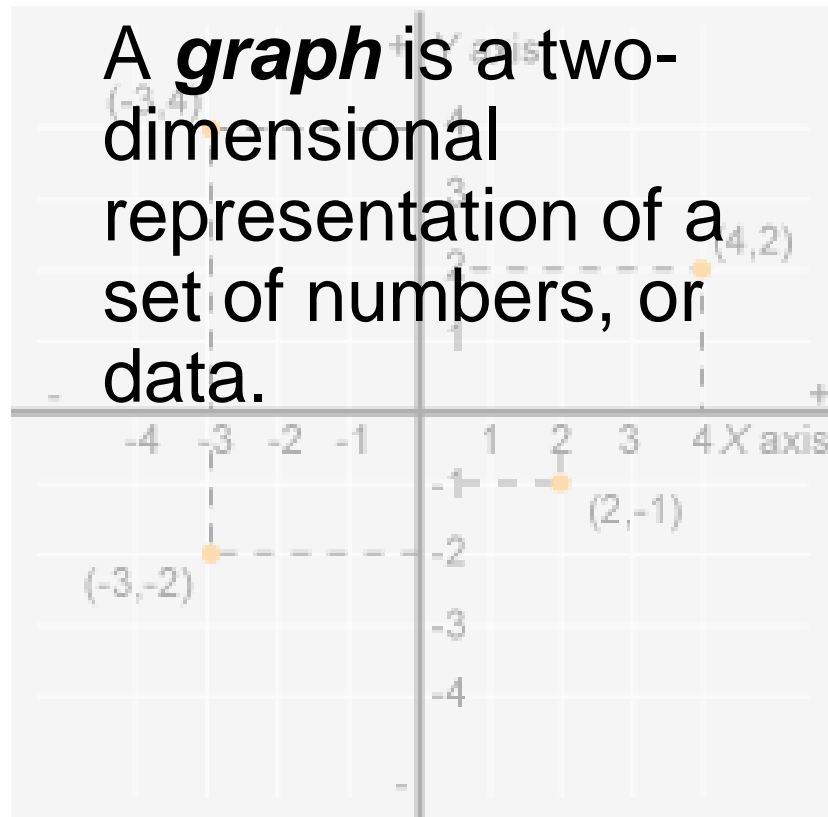 A graph is a two-
dimensional
representation of a
set of numbers, or
data.
+ Y axis
(-3,4)
4
3
(4,2)
2
1
- +
-4 -3 -2 -1 1 2 3 4 X axis
-1
(2,-1)
-2
(-3,-2)
-3
-4
-